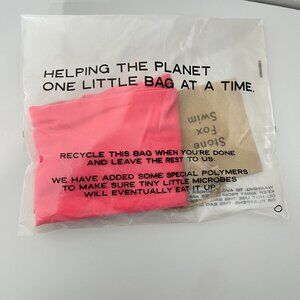 HELPING THE PLANET
ONE LITTLE BAG AT A TIME.
Stone
Fox
Swim
RECYCLE THIS BAG WHEN YOU'RE DONE
AND LEAVE THE REST TO US.
WE HAVE ADDED SOME SPECIAL POLYMERS
TO MAKE SURE TINY LITTLE MICROBES
WILL EVENTUALLY EAT IT UP.